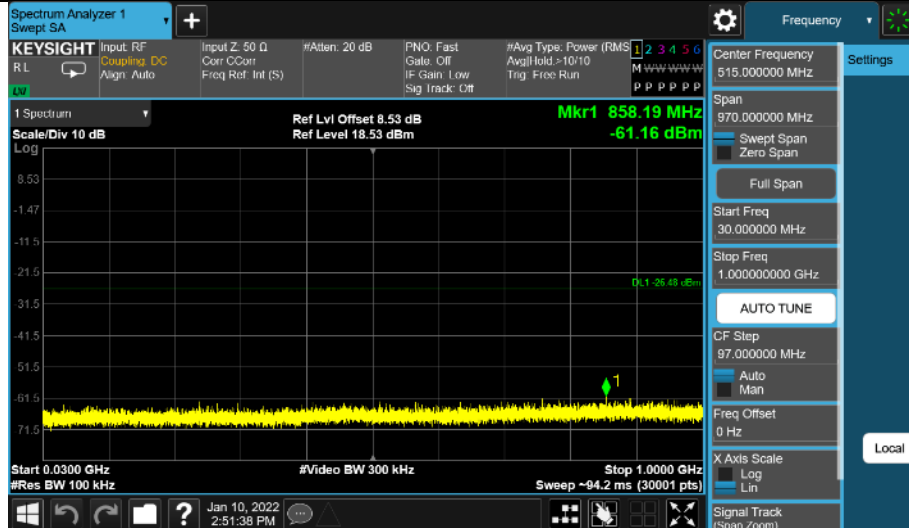 Spectrum Analyzer 1
Swept SA
Frequency
KEYSIGHT
RL
LXI
Input: RF
Coupling: DC
Align: Auto
Input Z: 50 Ω
Corr CCorr
Freq Ref: Int (S)
#Atten: 20 dB
PNO: Fast
Gate: Off
IF Gain: Low
Sig Track: Off
#Avg Type: Power (RMS
Avg|Hold:>10/10
Trig: Free Run
1 2 3 4 5 6
M W W W W W
P P P P P P
1 Spectrum
Scale/Div 10 dB
Log
Ref Lvl Offset 8.53 dB
Ref Level 18.53 dBm
Mkr1 858.19 MHz
-61.16 dBm
8.53
-1.47
-11.5
-21.5
DL1 -26.48 dBm
-31.5
-41.5
-51.5
1
-61.5
-71.5
Start 0.0300 GHz
#Res BW 100 kHz
#Video BW 300 kHz
Stop 1.0000 GHz
Sweep ~94.2 ms (30001 pts)
Jan 10, 2022
2:51:38 PM
Center Frequency
515.000000 MHz
Span
970.000000 MHz
Swept Span
Zero Span
Full Span
Start Freq
30.000000 MHz
Stop Freq
1.000000000 GHz
AUTO TUNE
CF Step
97.000000 MHz
Auto
Man
Freq Offset
0 Hz
X Axis Scale
Log
Lin
Signal Track
(Span Zoom)
Settings
Local